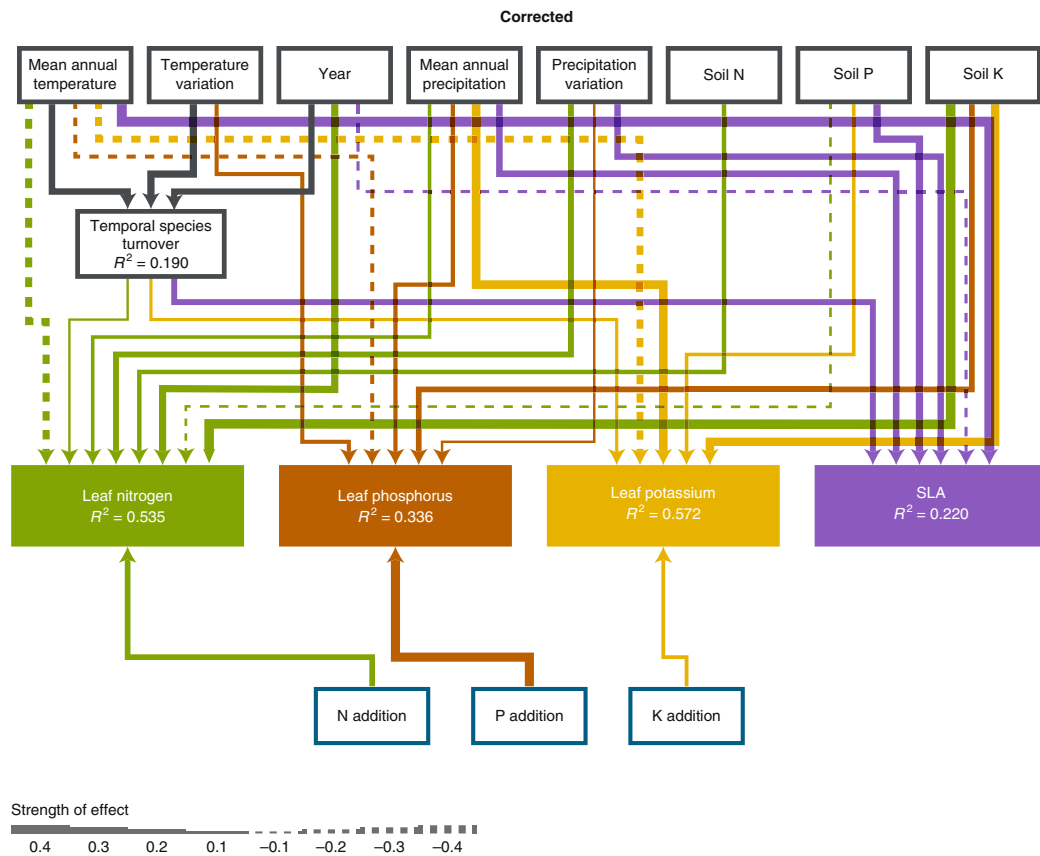 Corrected
Mean annual
temperature
Temperature
variation
Year
Mean annual
precipitation
Precipitation
variation
Soil N
Soil P
Soil K
Temporal species
turnover
R² = 0.190
Leaf nitrogen
R² = 0.535
Leaf phosphorus
R² = 0.336
Leaf potassium
R² = 0.572
SLA
R² = 0.220
N addition
P addition
K addition
Strength of effect
0.4 0.3 0.2 0.1 –0.1 –0.2 –0.3 –0.4